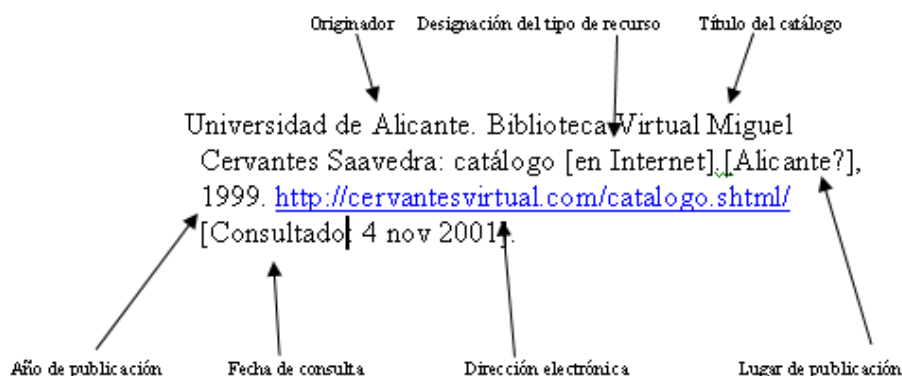 Originador Designación del tipo de recurso Título del catálogo
Universidad de Alicante. Biblioteca Virtual Miguel
Cervantes Saavedra: catálogo [en Internet]. [Alicante?],
1999. http://cervantesvirtual.com/catalogo.shtml/
[Consultado: 4 nov 2001].
Año de publicación Fecha de consulta Dirección electrónica Lugar de publicación